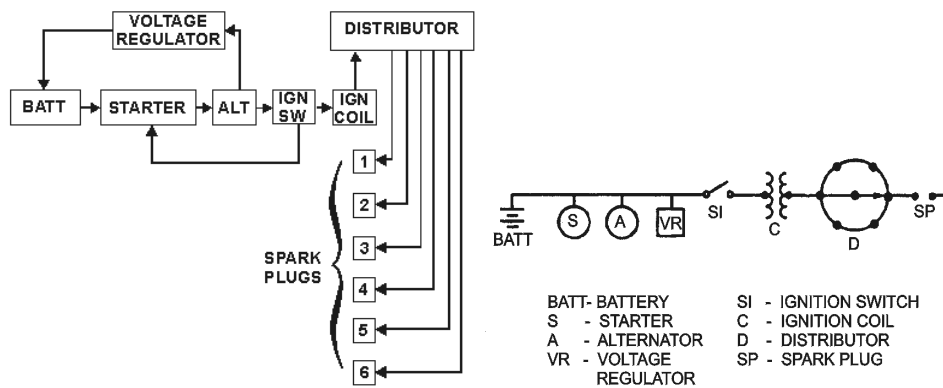 VOLTAGE
REGULATOR
DISTRIBUTOR
BATT
STARTER
ALT
IGN
SW
IGN
COIL
1
2
3
4
5
6
SPARK
PLUGS
BATT
S
A
VR
SI
C
D
SP
BATT- BATTERY
S - STARTER
A - ALTERNATOR
VR - VOLTAGE
REGULATOR
SI - IGNITION SWITCH
C - IGNITION COIL
D - DISTRIBUTOR
SP - SPARK PLUG